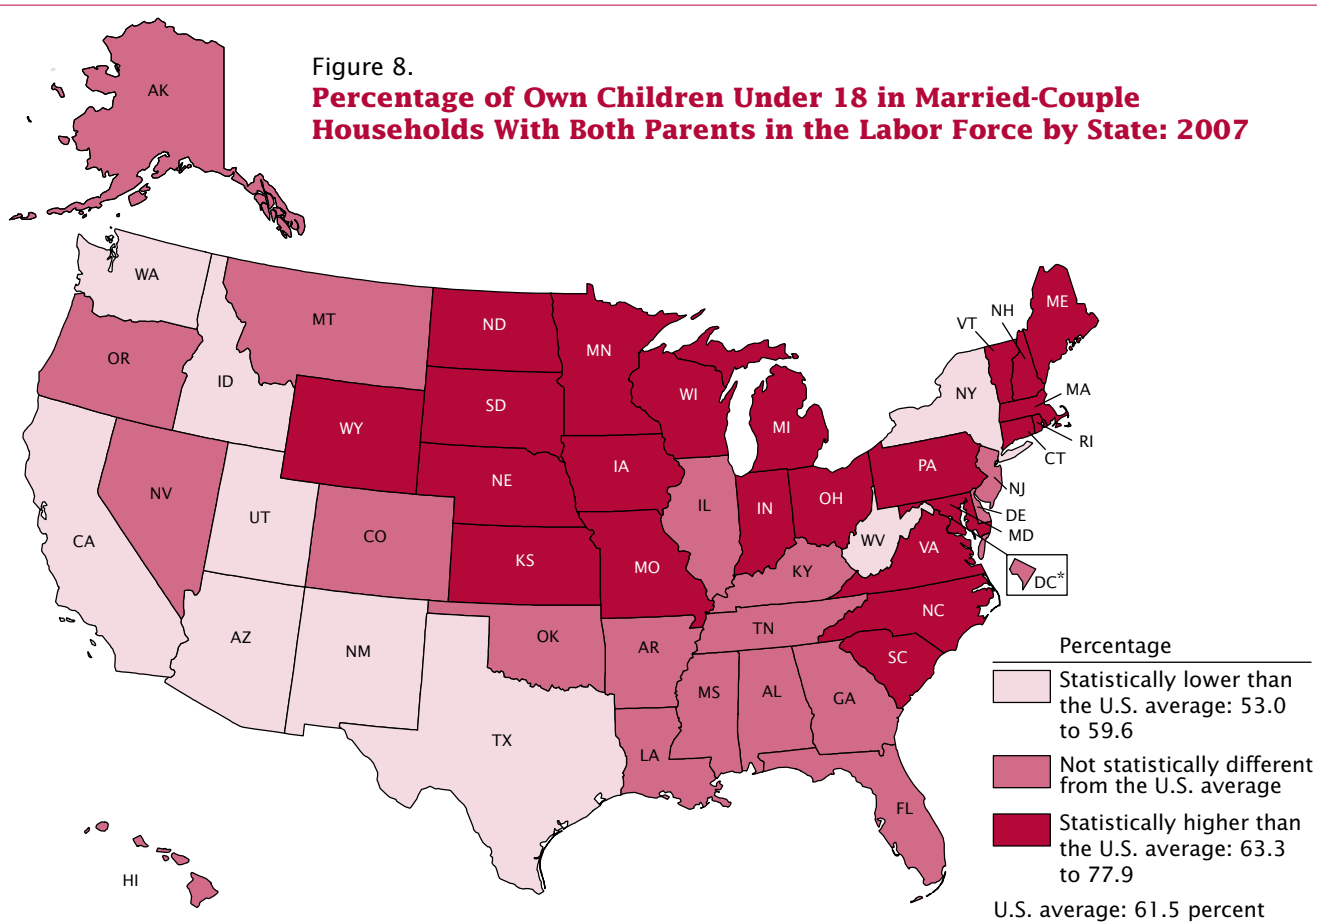 Figure 8.
Percentage of Own Children Under 18 in Married-Couple
Households With Both Parents in the Labor Force by State: 2007
AK
WA
MT
ND
MN
OR
ID
WY
SD
WI
MI
VT
NH
ME
NY
MA
RI
CT
NV
UT
CO
NE
IA
IL
IN
OH
PA
NJ
DE
MD
DC*
CA
KS
MO
KY
WV
VA
AZ
NM
OK
AR
TN
NC
SC
TX
LA
MS
AL
GA
FL
HI
Percentage
Statistically lower than
the U.S. average: 53.0
to 59.6
Not statistically different
from the U.S. average
Statistically higher than
the U.S. average: 63.3
to 77.9
U.S. average: 61.5 percent